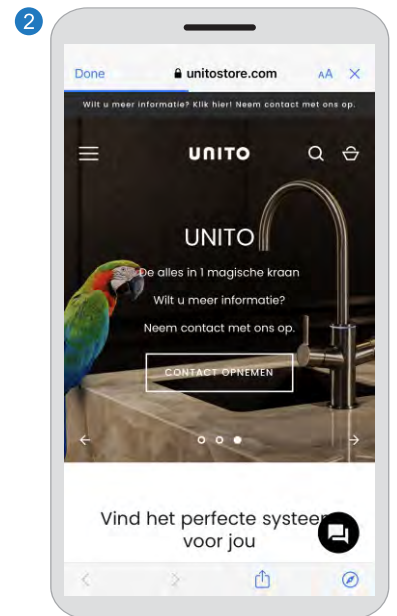 2
Done unitostore.com AA ×
Wilt u meer informatie? Klik hier! Neem contact met ons op.
UNITO
UNITO
De alles in 1 magische kraan
Wilt u meer informatie?
Neem contact met ons op.
CONTACT OPNEMEN
Vind het perfecte systeem
voor jou